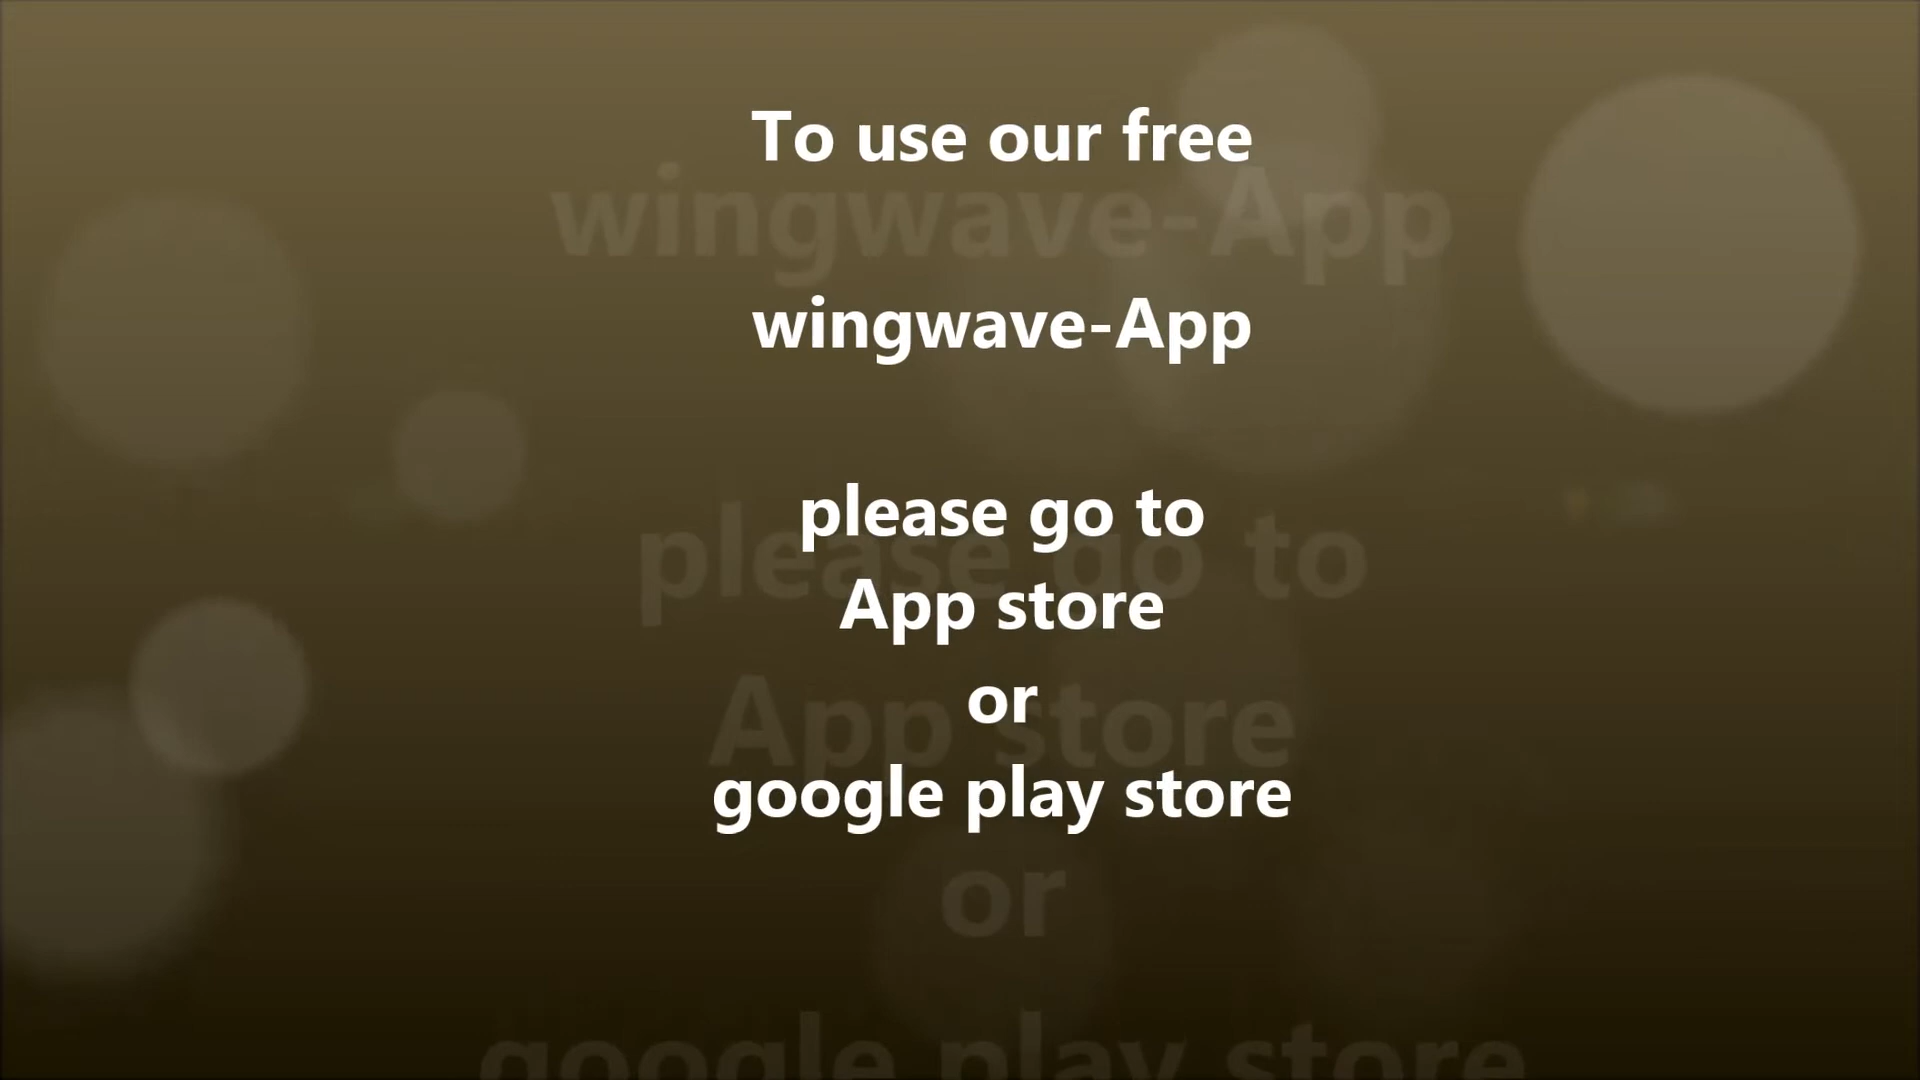 To use our free
wingwave-App
please go to
App store
or
google play store